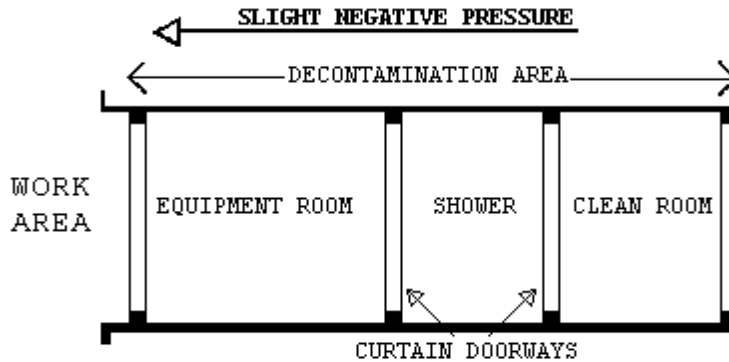 SLIGHT NEGATIVE PRESSURE
DECONTAMINATION AREA
WORK
AREA
EQUIPMENT ROOM
SHOWER
CLEAN ROOM
CURTAIN DOORWAYS